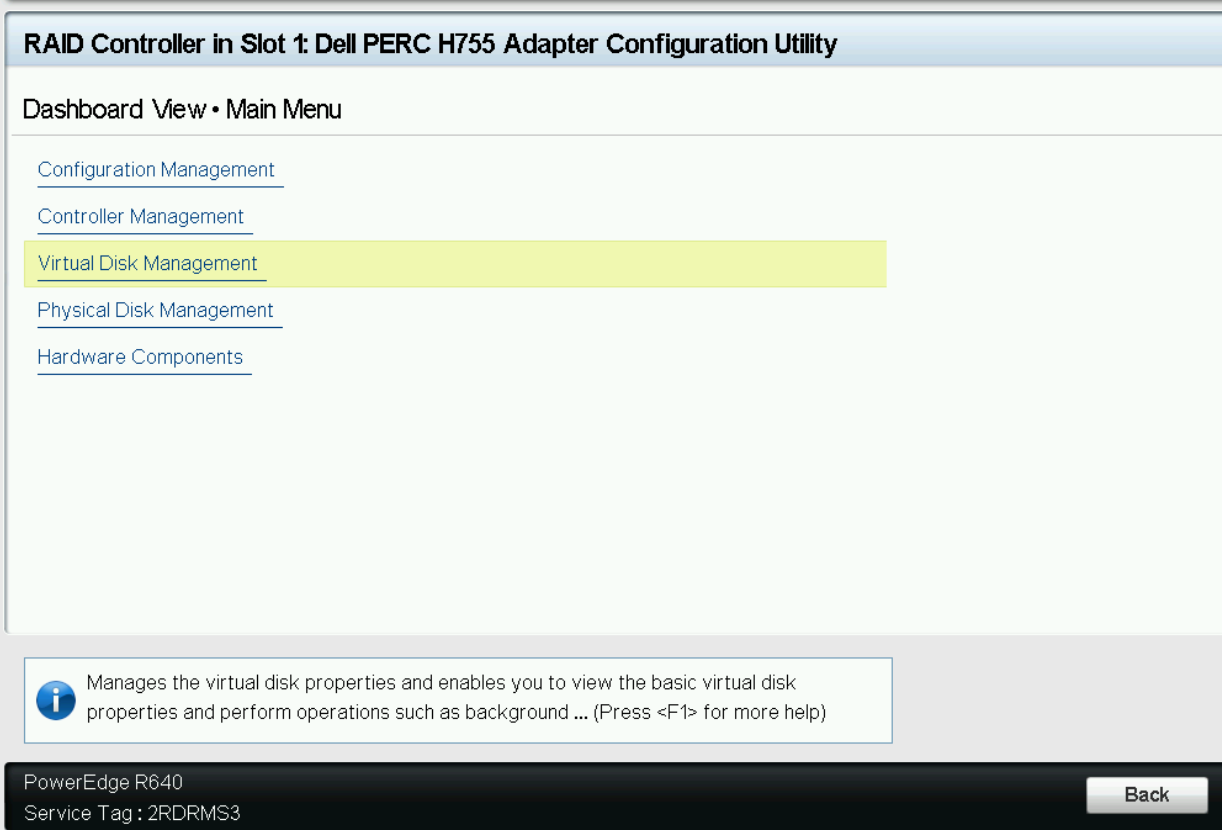 RAID Controller in Slot 1: Dell PERC H755 Adapter Configuration Utility
Dashboard View • Main Menu
Configuration Management
Controller Management
Virtual Disk Management
Physical Disk Management
Hardware Components
Manages the virtual disk properties and enables you to view the basic virtual disk
properties and perform operations such as background ... (Press <F1> for more help)
PowerEdge R640
Service Tag : 2RDRMS3
Back